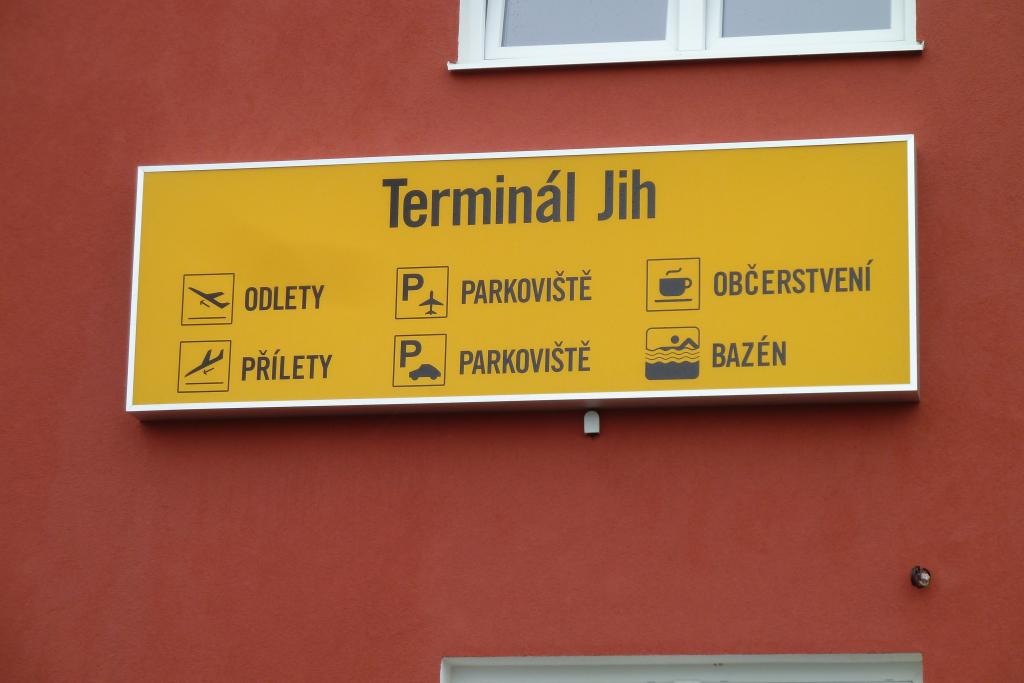 Terminál Jih
ODLETY
P PARKOVIŠTĚ
OBČERSTVENÍ
PŘÍLETY
P PARKOVIŠTĚ
BAZÉN